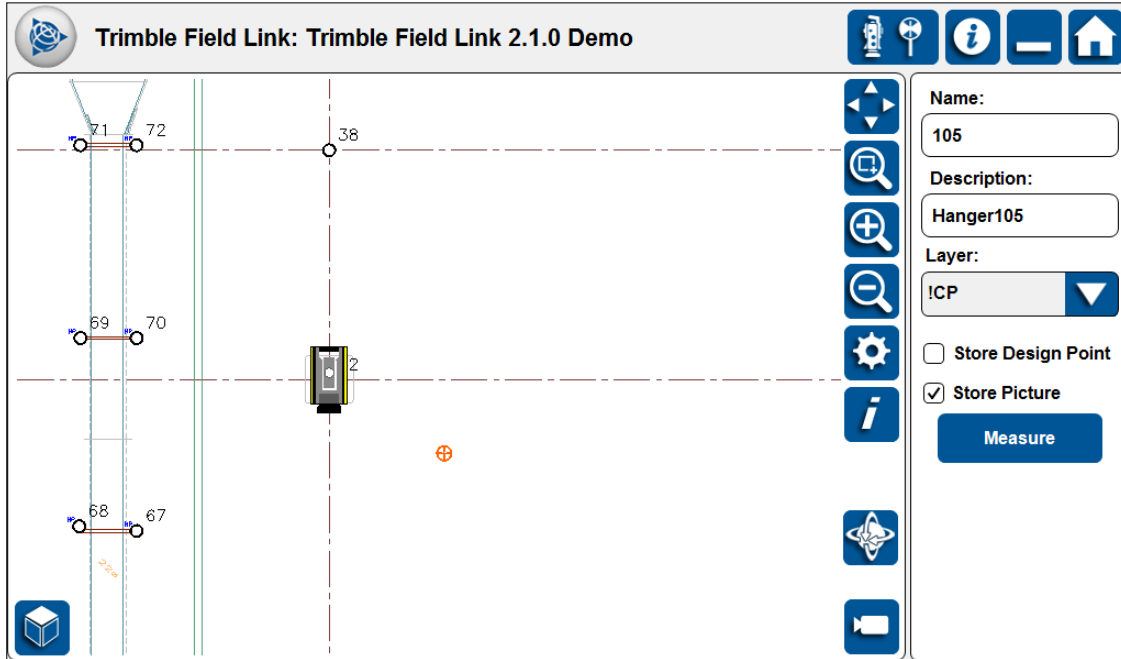 Trimble Field Link: Trimble Field Link 2.1.0 Demo
71 72
38
69 70
2
68 67
22ø
Name:
105
Description:
Hanger105
Layer:
!CP
Store Design Point
Store Picture
Measure